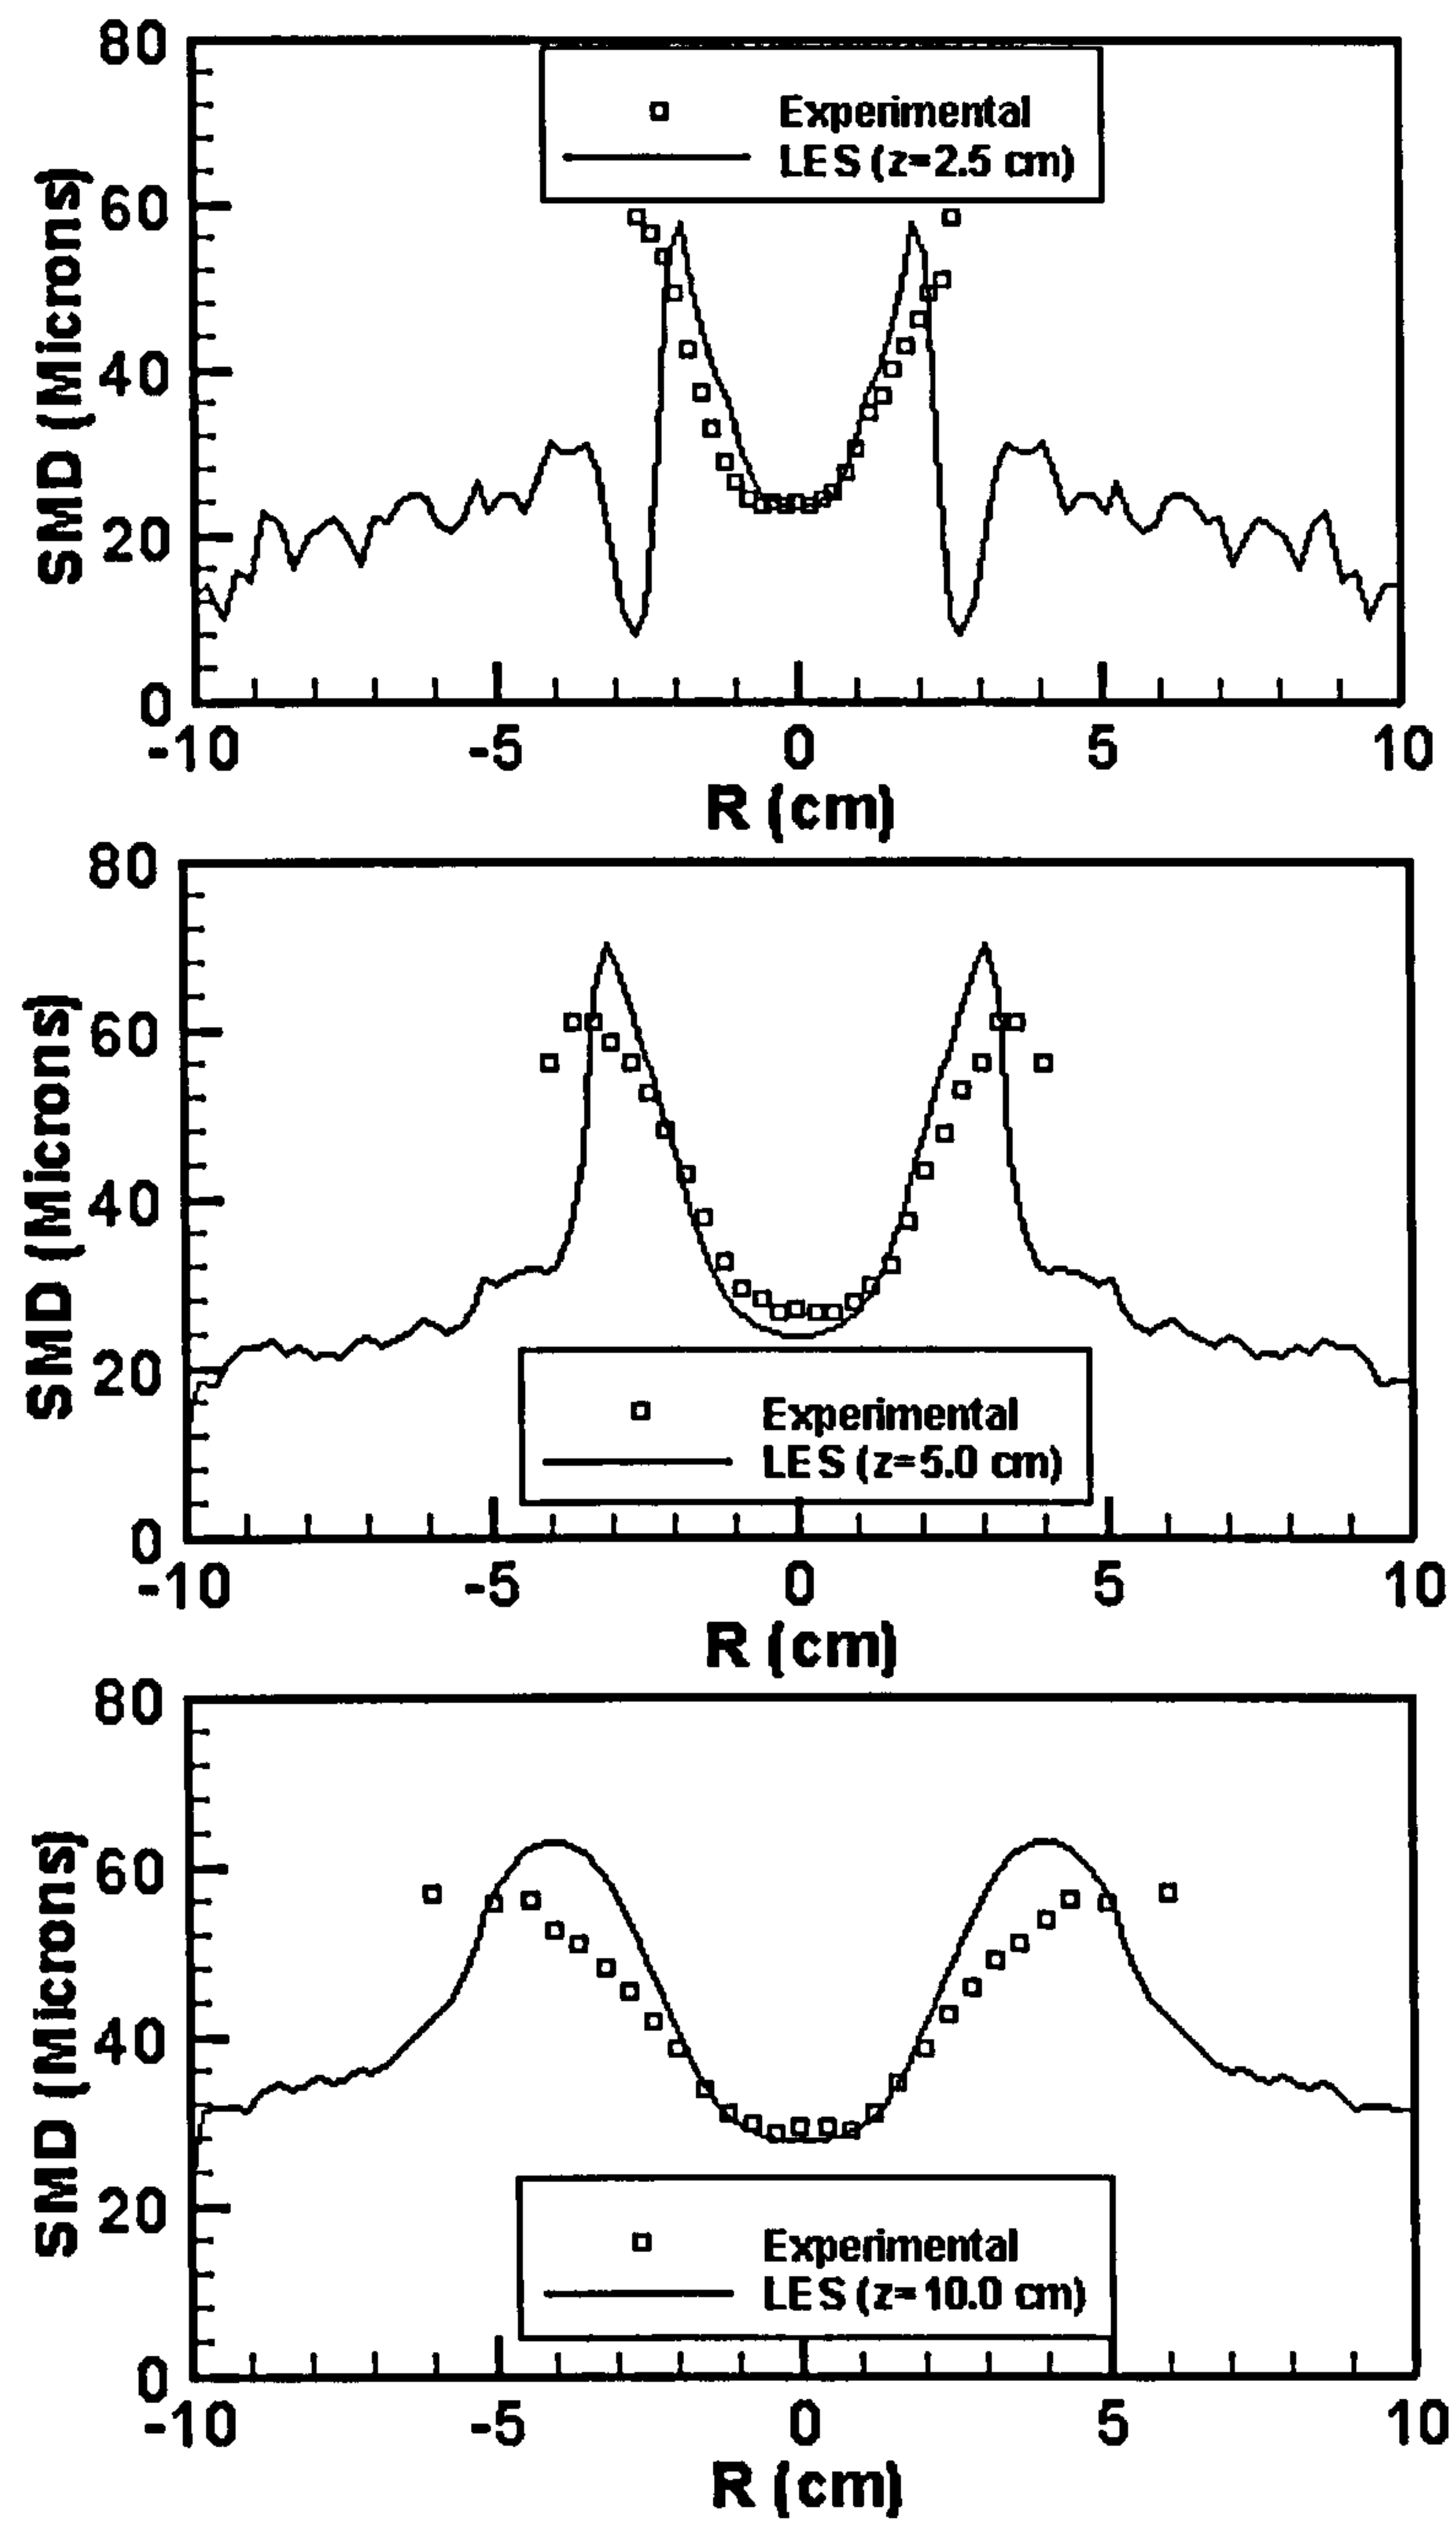 80
60
40
20
0
SMD (Microns)
Experimental
LES (z=2.5 cm)
-10 -5 0 5 10
R (cm)
80
60
40
20
0
SMD (Microns)
Experimental
LES (z=5.0 cm)
-10 -5 0 5 10
R (cm)
80
60
40
20
0
SMD (Microns)
Experimental
LES (z=10.0 cm)
-10 -5 0 5 10
R (cm)